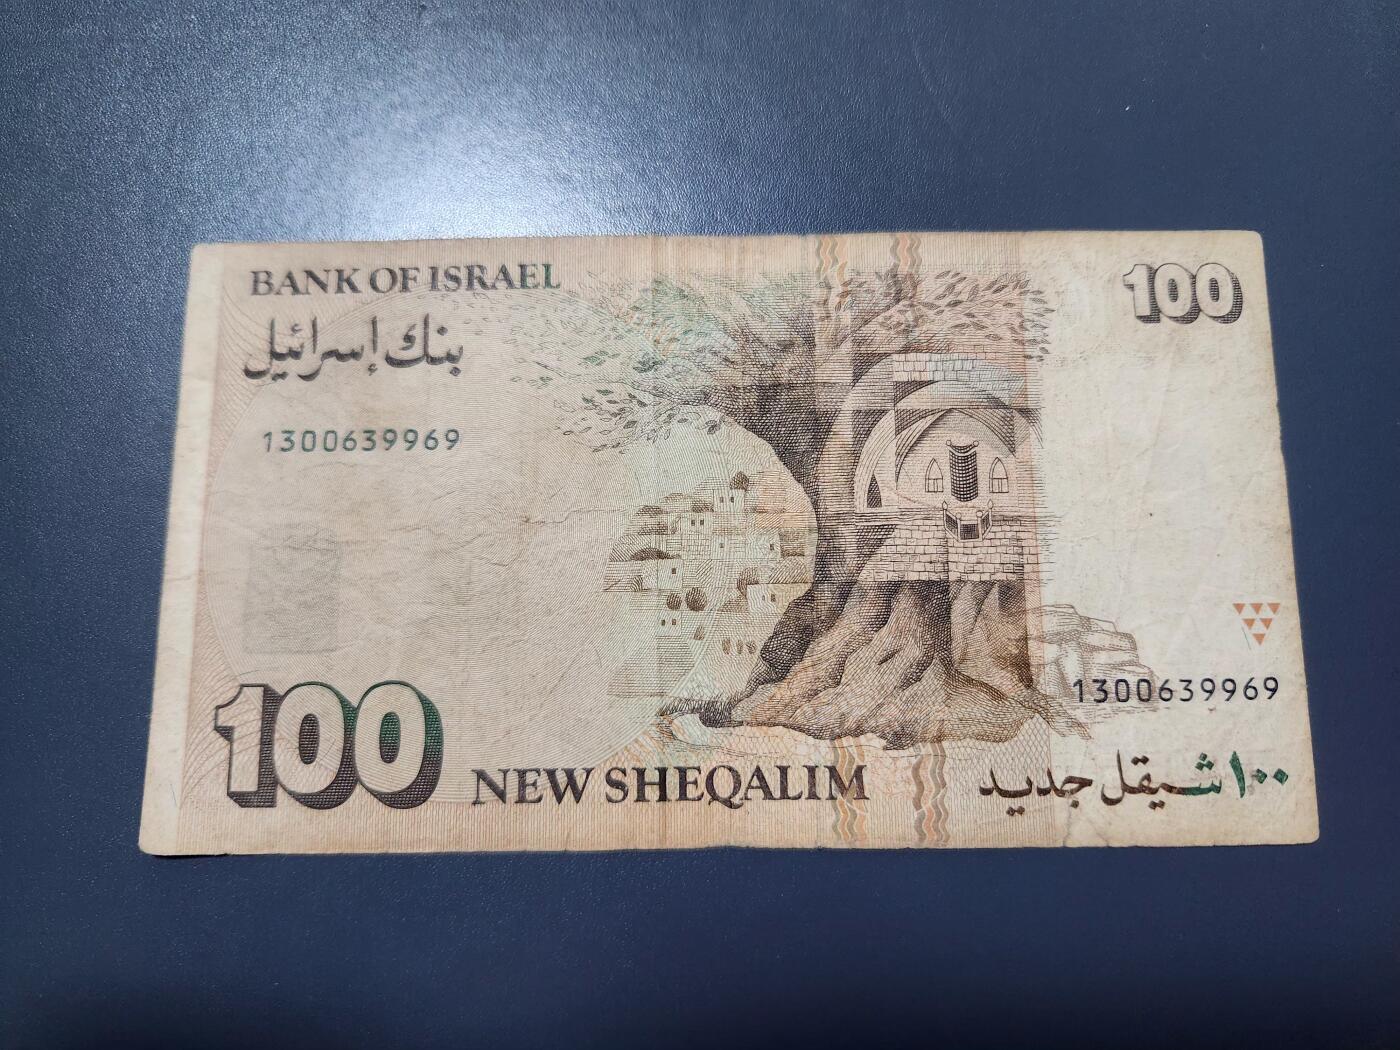 BANK OF ISRAEL
100
بنك إسرائيل
1300639969
1300639969
100
NEW SHEQALIM
١٠٠ شيقل جديد